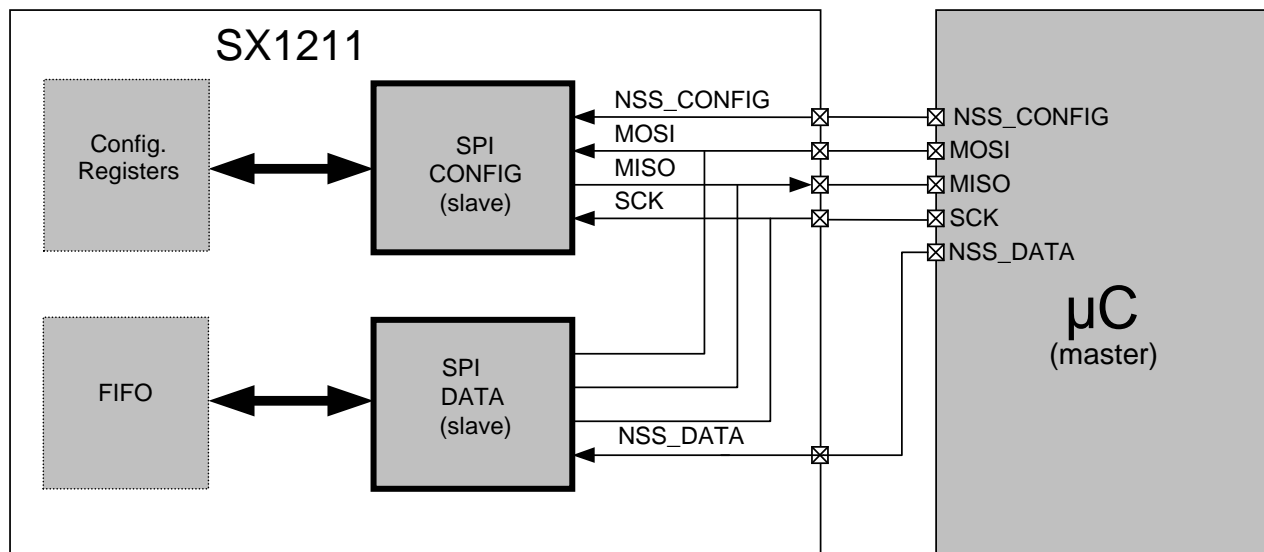 SX1211
Config.
Registers
SPI
CONFIG
(slave)
NSS_CONFIG
MOSI
MISO
SCK
NSS_CONFIG
MOSI
MISO
SCK
NSS_DATA
µC
(master)
FIFO
SPI
DATA
(slave)
NSS_DATA